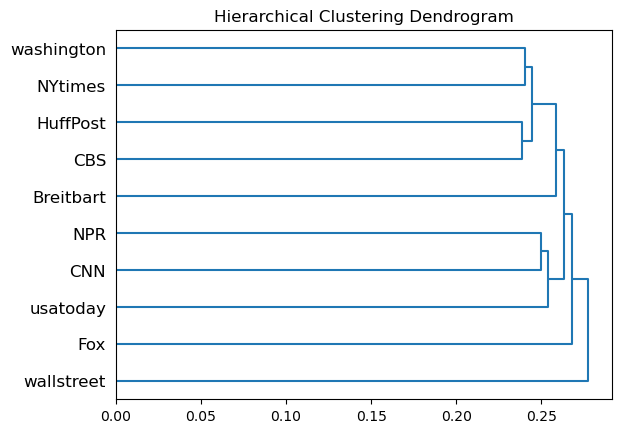 Hierarchical Clustering Dendrogram
washington
NYtimes
HuffPost
CBS
Breitbart
NPR
CNN
usatoday
Fox
wallstreet
0.00 0.05 0.10 0.15 0.20 0.25